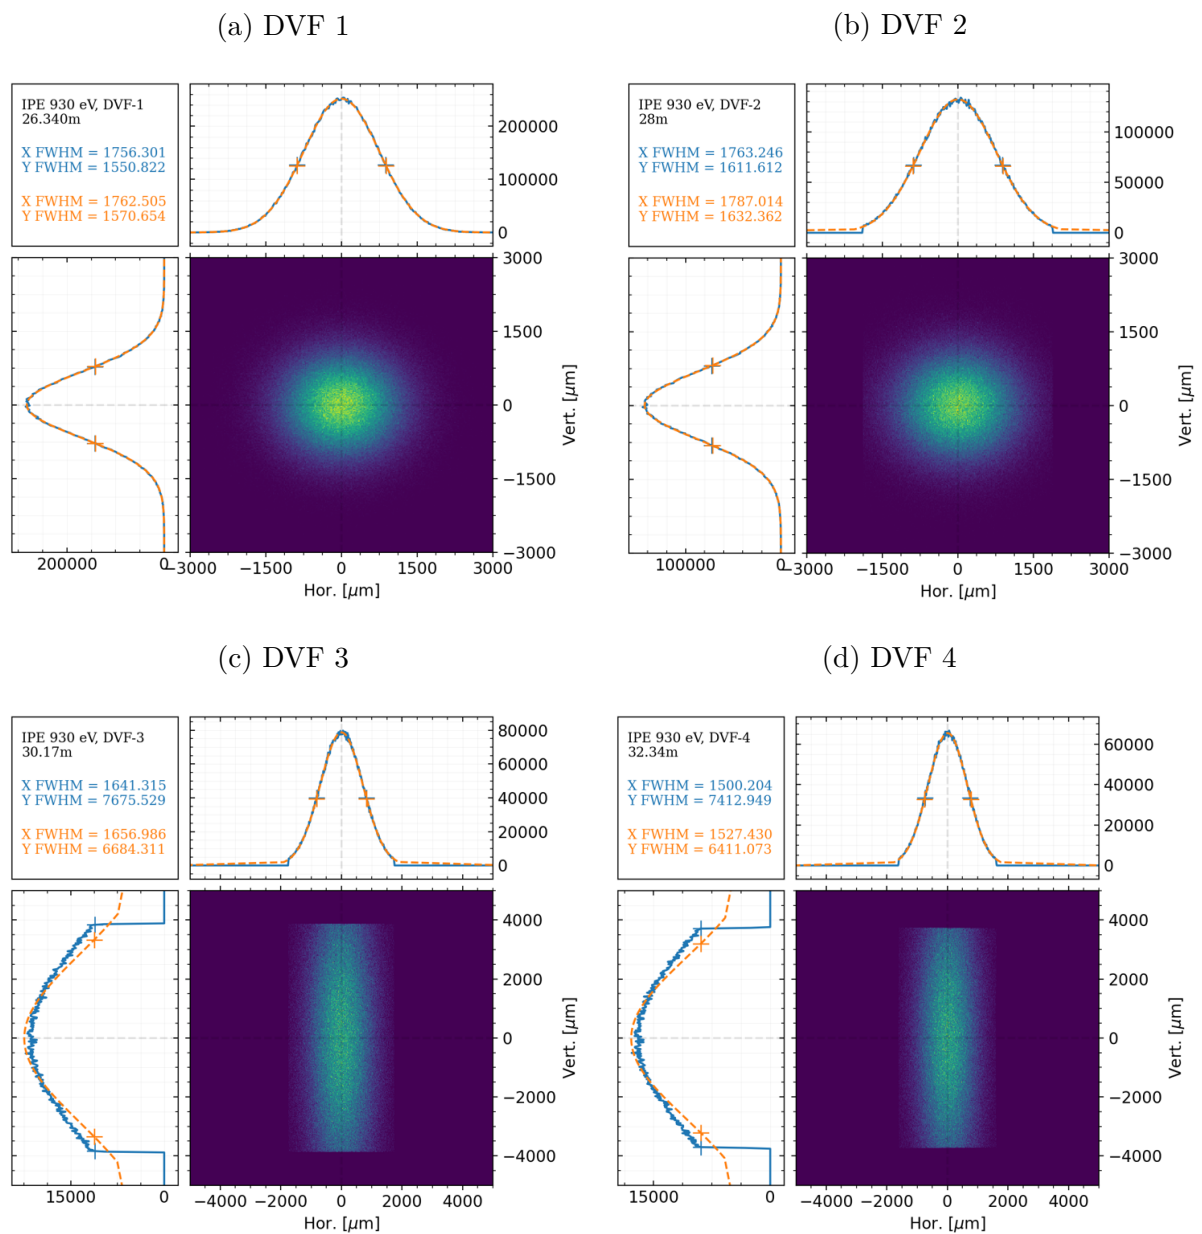 (a) DVF 1
IPE 930 eV, DVF-1
26.340m
X FWHM = 1756.301
Y FWHM = 1550.822
X FWHM = 1762.505
Y FWHM = 1570.654
200000
100000
0
3000
1500
0
−1500
−3000
Vert. [μm]
200000
0
−3000
−1500
0
1500
3000
Hor. [μm]
(b) DVF 2
IPE 930 eV, DVF-2
28m
X FWHM = 1763.246
Y FWHM = 1611.612
X FWHM = 1787.014
Y FWHM = 1632.362
100000
50000
0
3000
1500
0
−1500
−3000
Vert. [μm]
100000
0
−3000
−1500
0
1500
3000
Hor. [μm]
(c) DVF 3
IPE 930 eV, DVF-3
30.17m
X FWHM = 1641.315
Y FWHM = 7675.529
X FWHM = 1656.986
Y FWHM = 6684.311
80000
60000
40000
20000
0
4000
2000
0
−2000
−4000
Vert. [μm]
15000
0
−4000
−2000
0
2000
4000
Hor. [μm]
(d) DVF 4
IPE 930 eV, DVF-4
32.34m
X FWHM = 1500.204
Y FWHM = 7412.949
X FWHM = 1527.430
Y FWHM = 6411.073
60000
40000
20000
0
4000
2000
0
−2000
−4000
Vert. [μm]
15000
0
−4000
−2000
0
2000
4000
Hor. [μm]